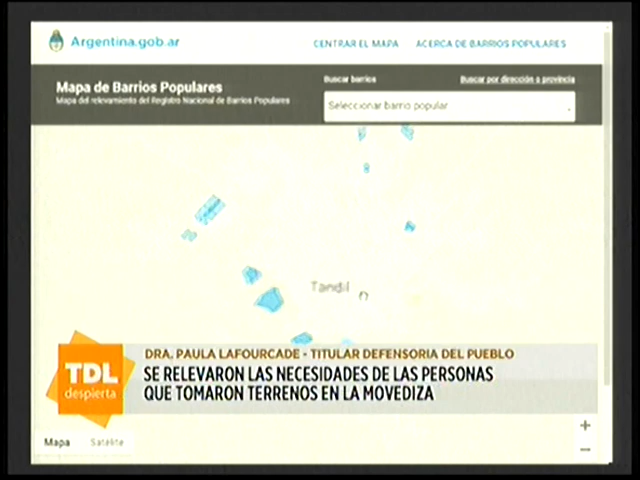 Argentina.gob.ar
CENTRAR EL MAPA
ACERCA DE BARRIOS POPULARES
Mapa de Barrios Populares
Mapa del relevamiento del Registro Nacional de Barrios Populares
Buscar barrios
Buscar por dirección o provincia
Seleccionar barrio popular
Tandil
DRA. PAULA LAFOURCADE - TITULAR DEFENSORIA DEL PUEBLO
SE RELEVARON LAS NECESIDADES DE LAS PERSONAS
QUE TOMARON TERRENOS EN LA MOVEDIZA
TDL
despierta
Mapa
Satélite